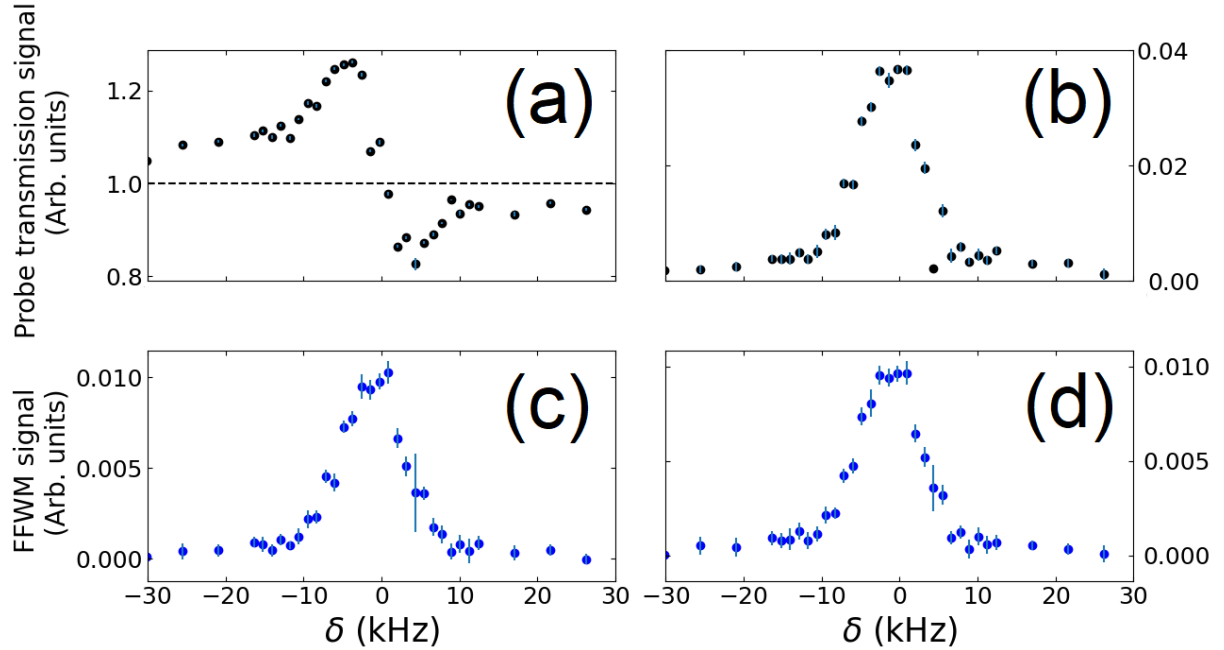 Probe transmission signal
(Arb. units)
1.2
1.0
0.8
(a)
(b)
0.04
0.02
0.00
FFWM signal
(Arb. units)
0.010
0.005
0.000
(c)
(d)
0.010
0.005
0.000
−30 −20 −10 0 10 20 30
−30 −20 −10 0 10 20 30
δ (kHz)
δ (kHz)